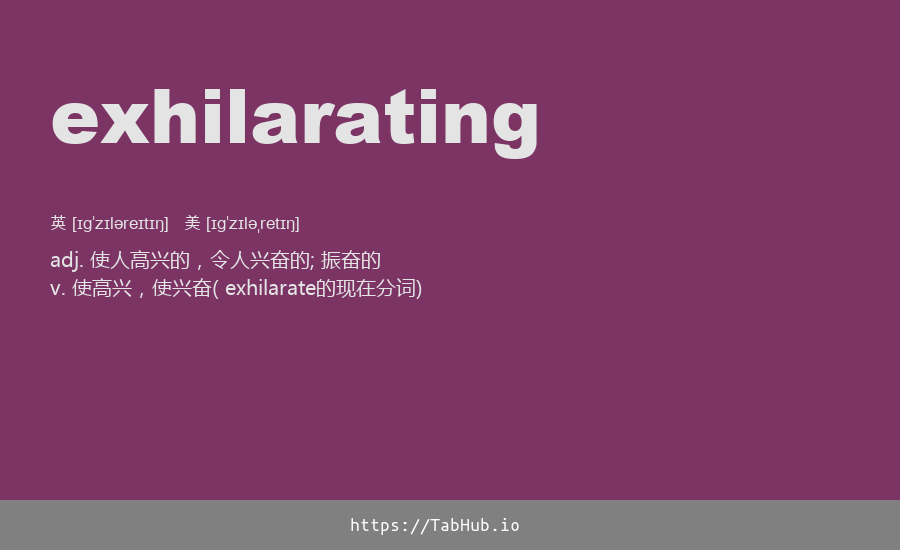 exhilarating
英 [ɪgˈzɪləreɪtɪŋ] 美 [ɪgˈzɪləˌretɪŋ]
adj. 使人高兴的，令人兴奋的; 振奋的
v. 使高兴，使兴奋( exhilarate的现在分词)
https://TabHub.io